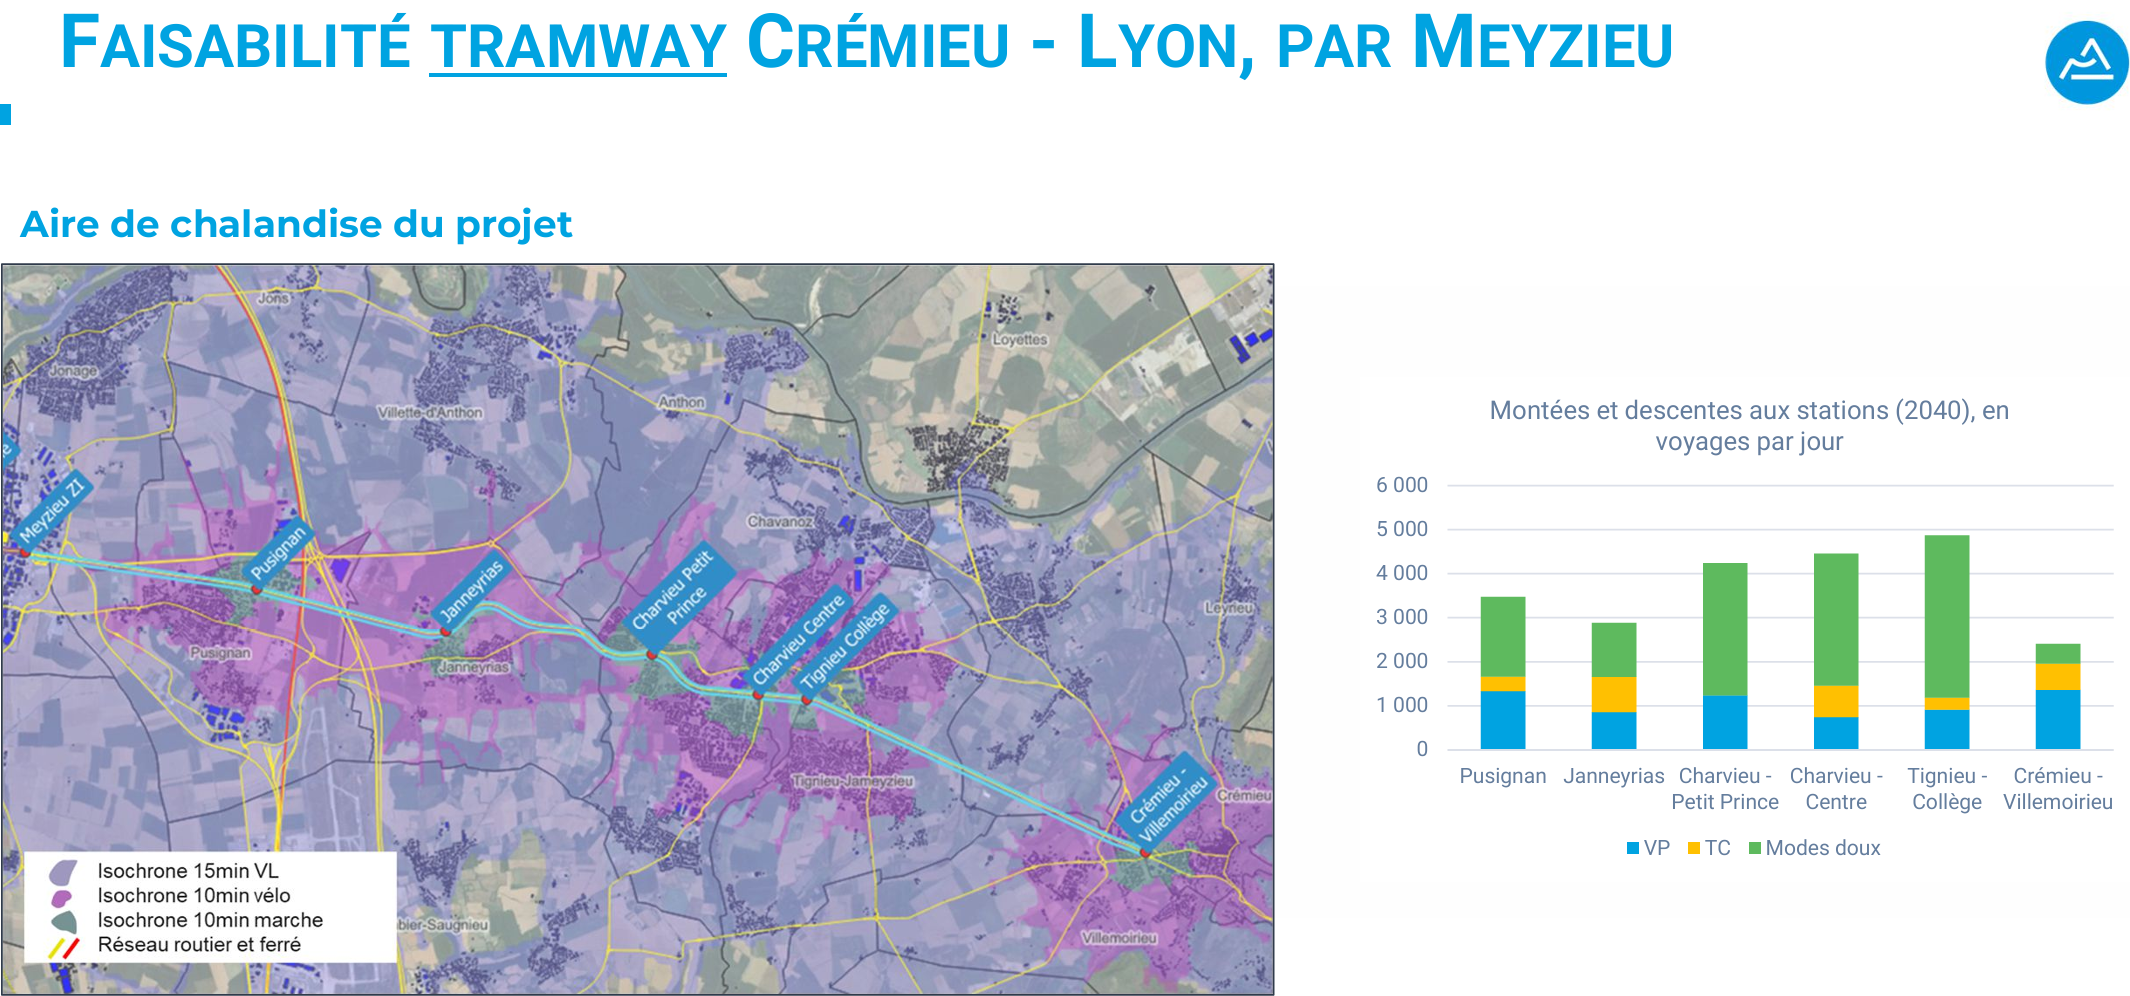 FAISABILITÉ TRAMWAY CRÉMIEU - LYON, PAR MEYZIEU
Aire de chalandise du projet
Jons
Jonage
Loyettes
Villette-d'Anthon
Anthon
Meyzieu ZI
Chavanoz
Pusignan
Janneyrias
Charvieu Petit
Prince
Charvieu Centre
Tignieu Collège
Leyrieu
Pusignan
Janneyrias
Tignieu-Jameyzieu
Crémieu -
Villemoirieu
Crémieu
Villemoirieu
bier-Saugnieu
Isochrone 15min VL
Isochrone 10min vélo
Isochrone 10min marche
Réseau routier et ferré
Montées et descentes aux stations (2040), en
voyages par jour
6 000
5 000
4 000
3 000
2 000
1 000
0
Pusignan
Janneyrias
Charvieu -
Petit Prince
Charvieu -
Centre
Tignieu -
Collège
Crémieu -
Villemoirieu
VP
TC
Modes doux